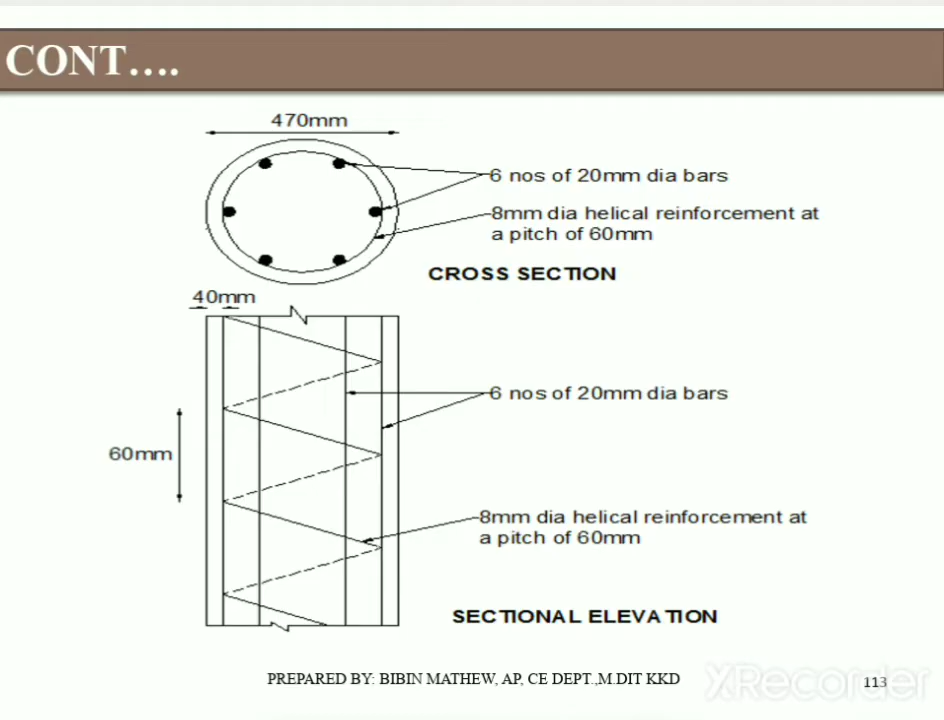 CONT….
470mm
6 nos of 20mm dia bars
8mm dia helical reinforcement at
a pitch of 60mm
CROSS SECTION
40mm
6 nos of 20mm dia bars
60mm
8mm dia helical reinforcement at
a pitch of 60mm
SECTIONAL ELEVATION
PREPARED BY: BIBIN MATHEW, AP, CE DEPT.,M.DIT KKD
XRecorder
113